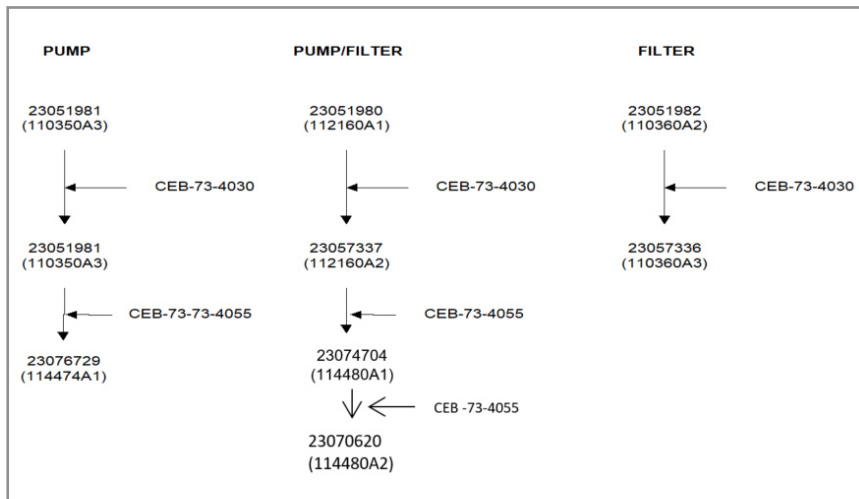 PUMP PUMP/FILTER FILTER
23051981 23051980 23051982
(110350A3) (112160A1) (110360A2)
CEB-73-4030 CEB-73-4030 CEB-73-4030
23051981 23057337 23057336
(110350A3) (112160A2) (110360A3)
CEB-73-73-4055 CEB-73-4055
23076729 23074704
(114474A1) (114480A1)
CEB -73-4055
23070620
(114480A2)